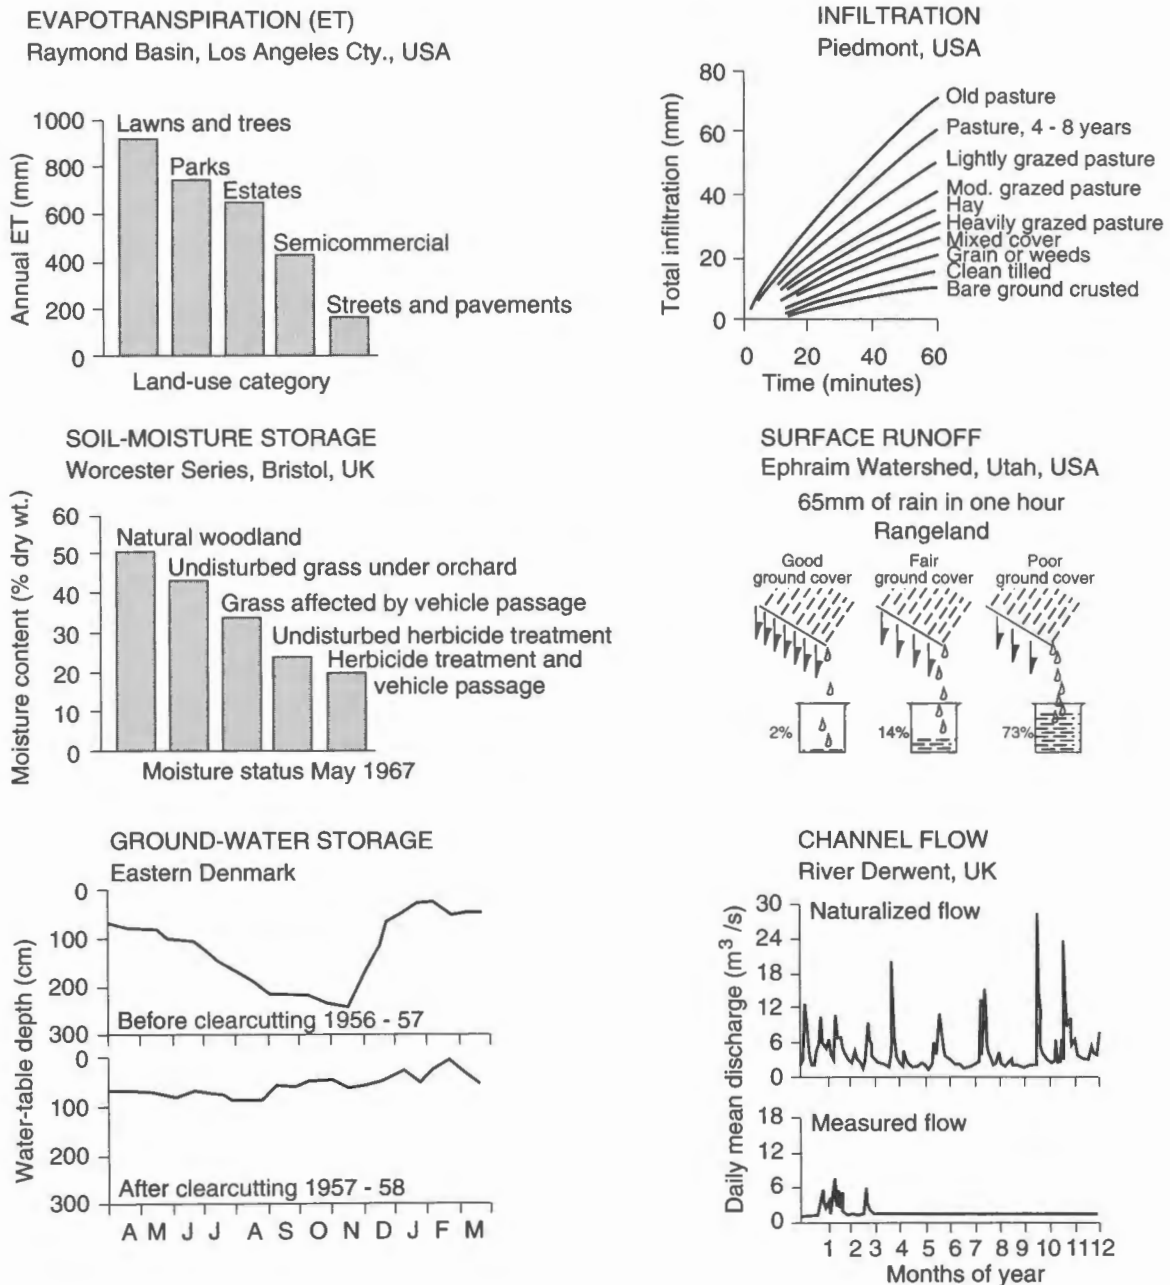 EVAPOTRANSPIRATION (ET)
Raymond Basin, Los Angeles Cty., USA
Annual ET (mm)
1000
800
600
400
200
0
Lawns and trees
Parks
Estates
Semicommercial
Streets and pavements
Land-use category
INFILTRATION
Piedmont, USA
Total infiltration (mm)
80
60
40
20
0
Old pasture
Pasture, 4 - 8 years
Lightly grazed pasture
Mod. grazed pasture
Hay
Heavily grazed pasture
Mixed cover
Grain or weeds
Clean tilled
Bare ground crusted
0 20 40 60
Time (minutes)
SOIL-MOISTURE STORAGE
Worcester Series, Bristol, UK
Moisture content (% dry wt.)
60
50
40
30
20
10
0
Natural woodland
Undisturbed grass under orchard
Grass affected by vehicle passage
Undisturbed herbicide treatment
Herbicide treatment and
vehicle passage
Moisture status May 1967
SURFACE RUNOFF
Ephraim Watershed, Utah, USA
65mm of rain in one hour
Rangeland
Good
ground cover
Fair
ground cover
Poor
ground cover
2%
14%
73%
GROUND-WATER STORAGE
Eastern Denmark
Water-table depth (cm)
0
100
200
300
Before clearcutting 1956 - 57
0
100
200
300
After clearcutting 1957 - 58
A M J J A S O N D J F M
CHANNEL FLOW
River Derwent, UK
Daily mean discharge (m³ /s)
30
24
18
12
6
0
Naturalized flow
18
12
6
0
Measured flow
1 2 3 4 5 6 7 8 9 10 11 12
Months of year